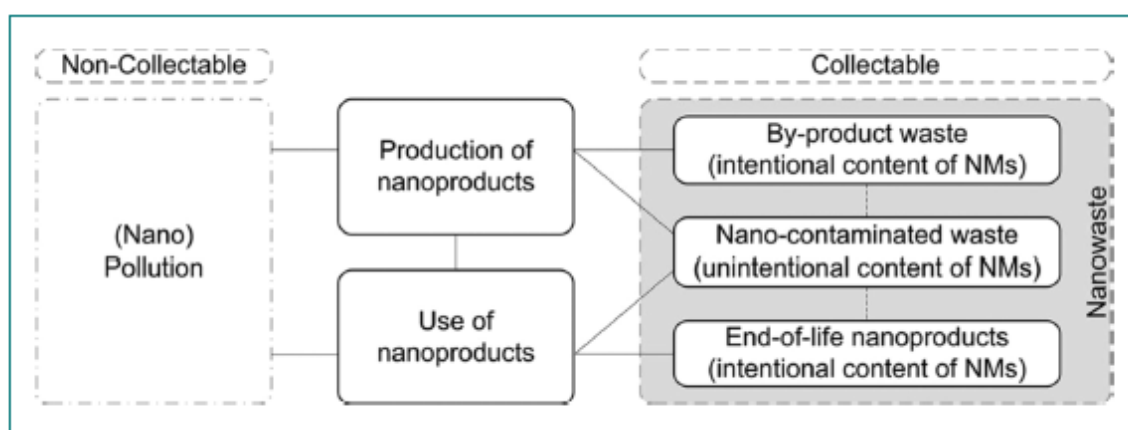 Non-Collectable
Collectable
(Nano)
Pollution
Production of
nanoproducts
Use of
nanoproducts
By-product waste
(intentional content of NMs)
Nano-contaminated waste
(unintentional content of NMs)
End-of-life nanoproducts
(intentional content of NMs)
Nanowaste